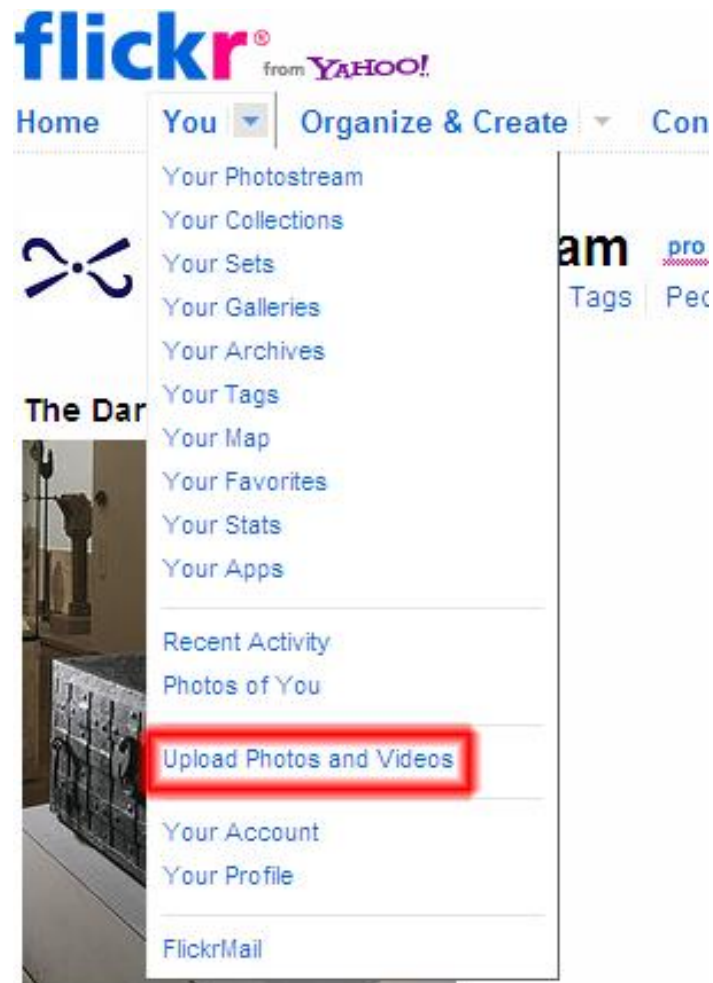 flickr® from YAHOO!
Home You Organize & Create Con
Your Photostream
Your Collections
am pro
Your Sets
Tags Peo
Your Galleries
Your Archives
Your Tags
The Dar
Your Map
Your Favorites
Your Stats
Your Apps
Recent Activity
Photos of You
Upload Photos and Videos
Your Account
Your Profile
FlickrMail